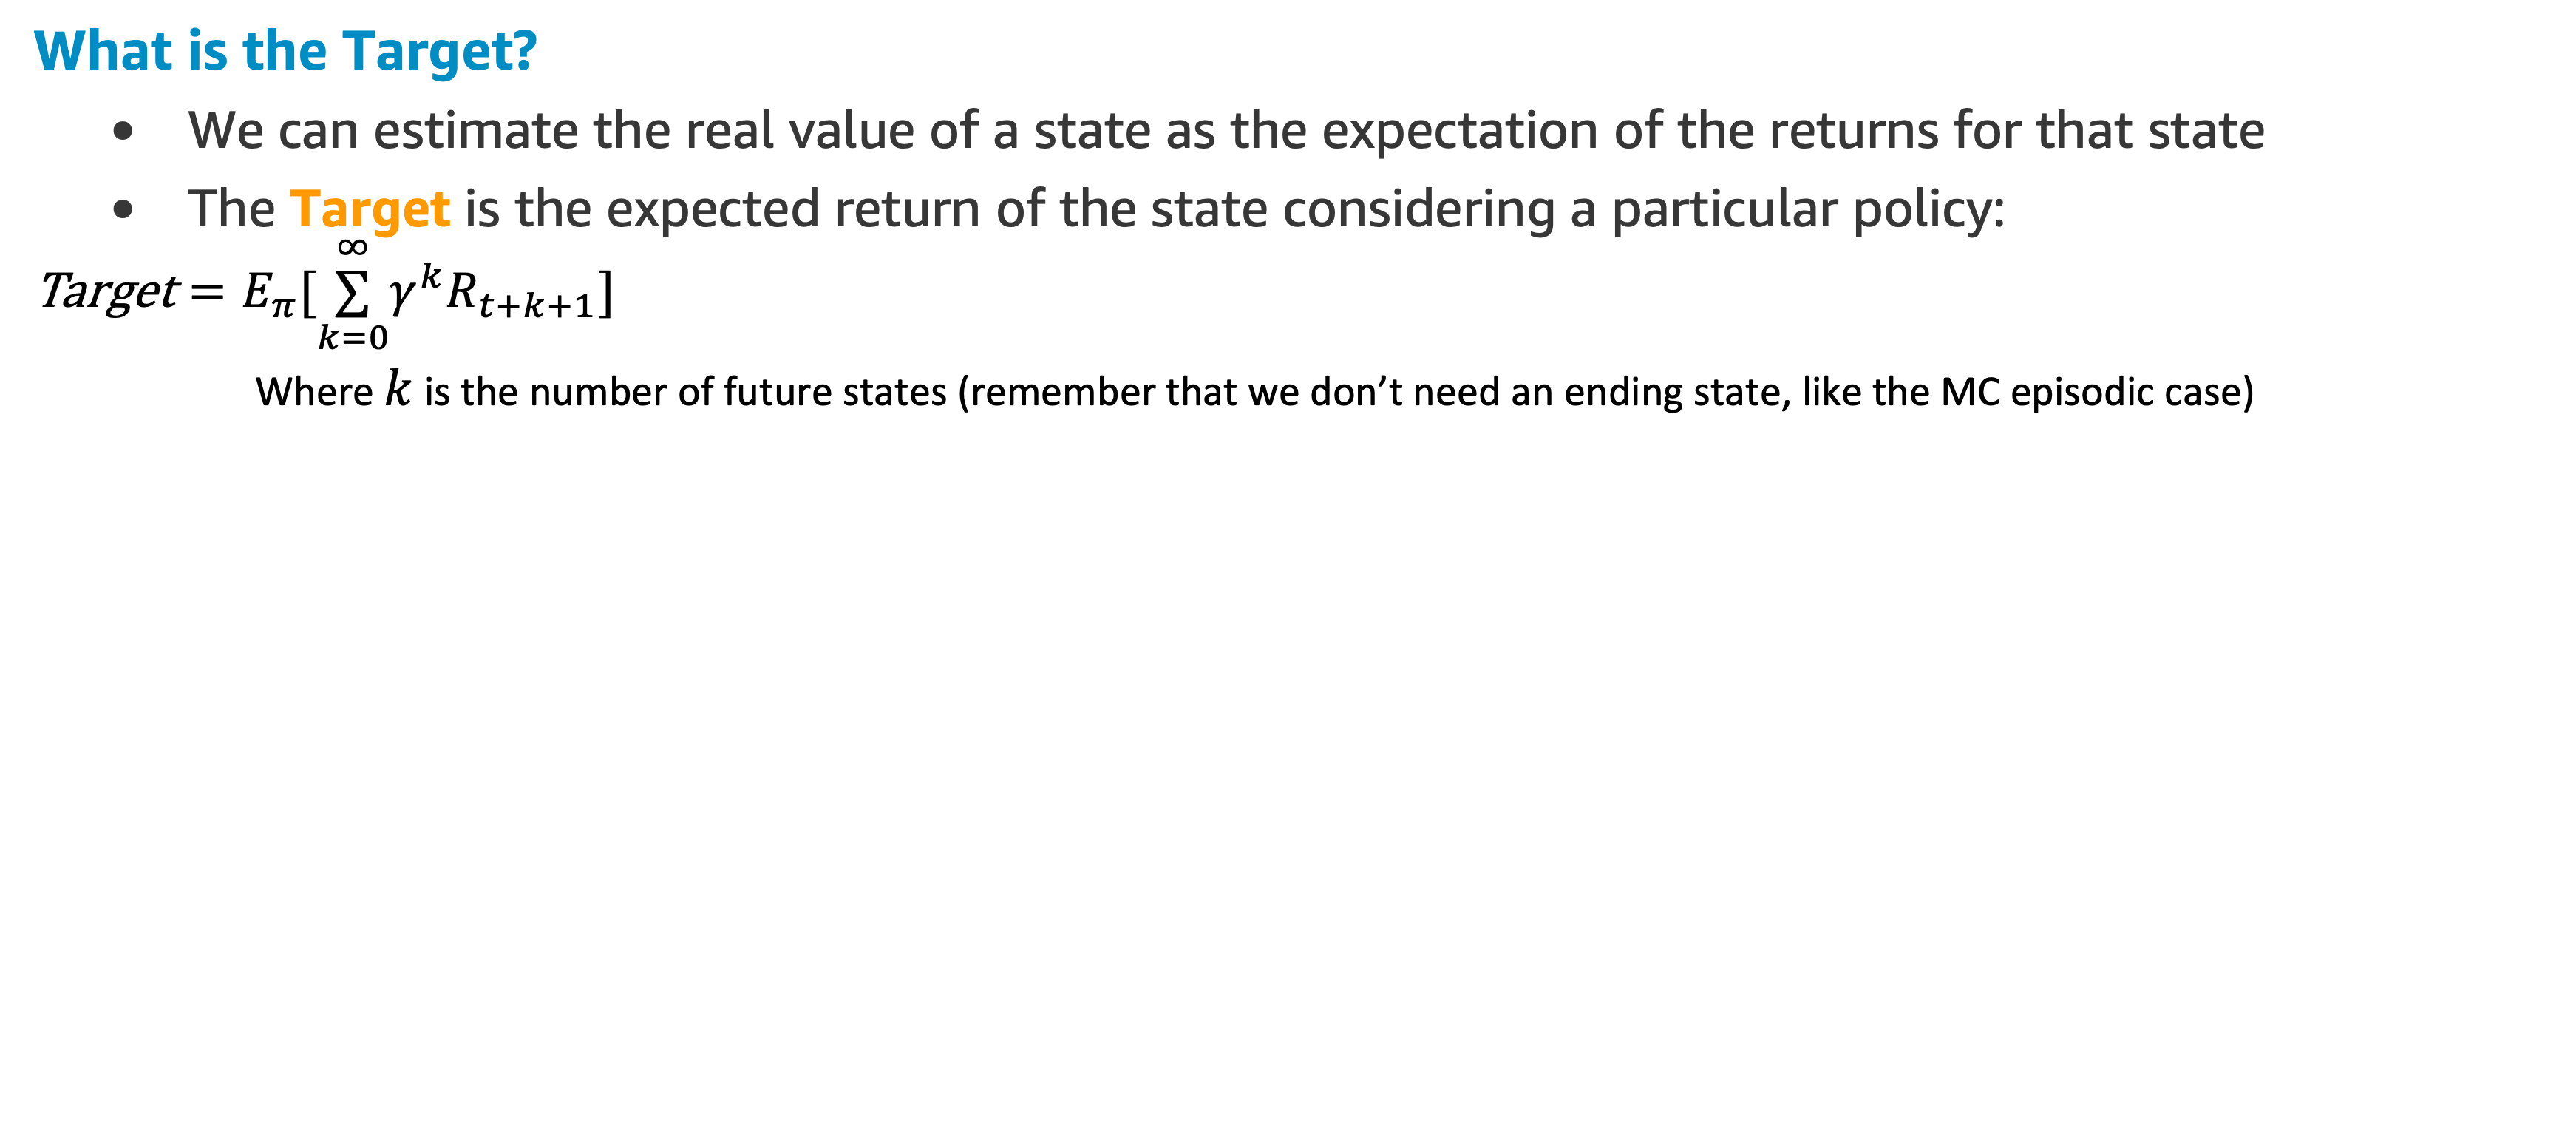 What is the Target?
• We can estimate the real value of a state as the expectation of the returns for that state
• The Target is the expected return of the state considering a particular policy:
Target = E_π[ ∑_{k=0}^{∞} γ^k R_{t+k+1}]
Where k is the number of future states (remember that we don’t need an ending state, like the MC episodic case)